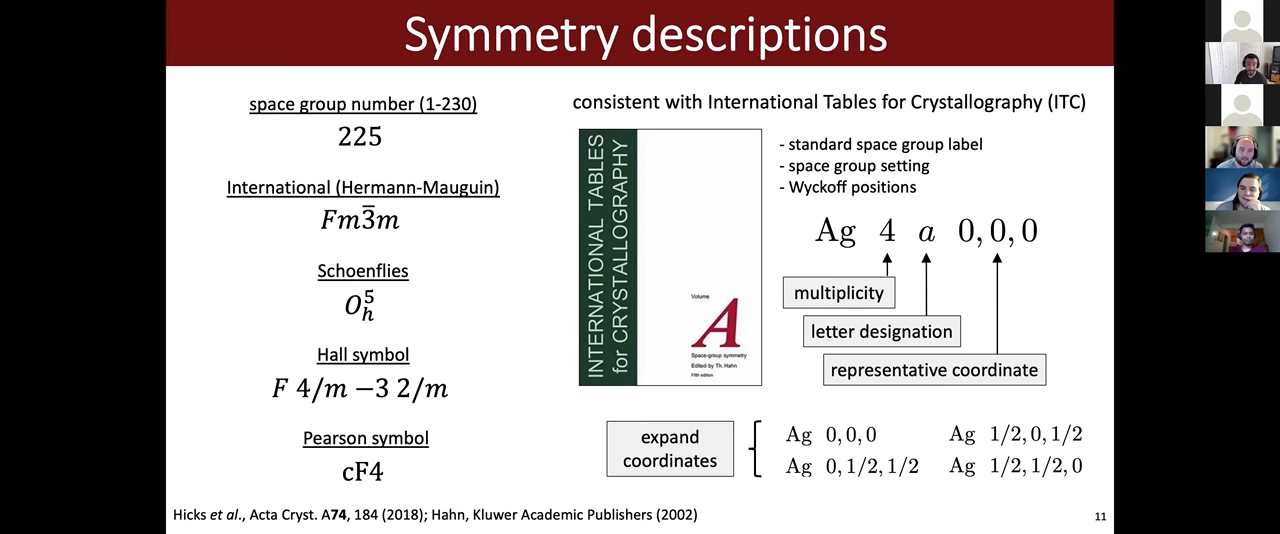 Symmetry descriptions
space group number (1-230)
225
International (Hermann-Mauguin)
Fm3̅m
Schoenflies
O_h^5
Hall symbol
F 4/m −3 2/m
Pearson symbol
cF4
consistent with International Tables for Crystallography (ITC)
INTERNATIONAL TABLES
for CRYSTALLOGRAPHY
Volume
A
Space-group symmetry
Edited by Th. Hahn
Fifth edition
- standard space group label
- space group setting
- Wyckoff positions
Ag 4 a 0, 0, 0
multiplicity
letter designation
representative coordinate
expand
coordinates
Ag 0,0,0
Ag 1/2,0,1/2
Ag 0,1/2,1/2
Ag 1/2,1/2,0
Hicks et al., Acta Cryst. A74, 184 (2018); Hahn, Kluwer Academic Publishers (2002)
11